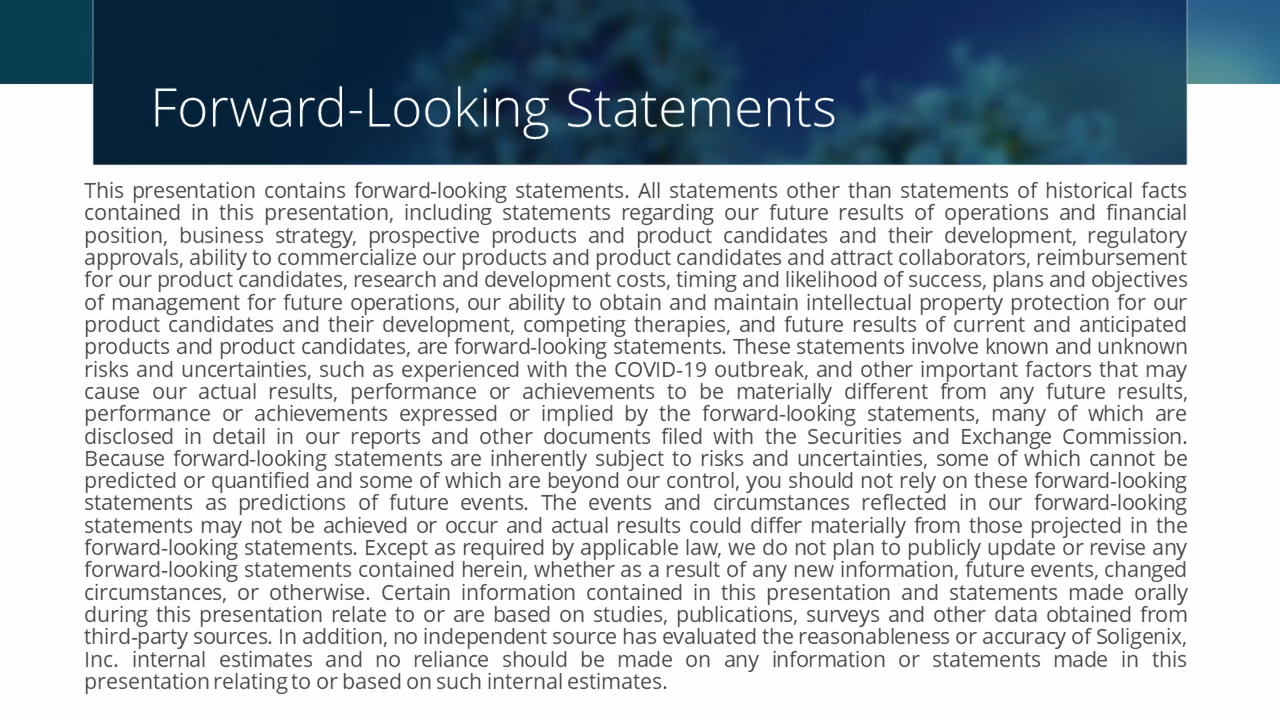 Forward-Looking Statements
This presentation contains forward-looking statements. All statements other than statements of historical facts
contained in this presentation, including statements regarding our future results of operations and financial
position, business strategy, prospective products and product candidates and their development, regulatory
approvals, ability to commercialize our products and product candidates and attract collaborators, reimbursement
for our product candidates, research and development costs, timing and likelihood of success, plans and objectives
of management for future operations, our ability to obtain and maintain intellectual property protection for our
product candidates and their development, competing therapies, and future results of current and anticipated
products and product candidates, are forward-looking statements. These statements involve known and unknown
risks and uncertainties, such as experienced with the COVID-19 outbreak, and other important factors that may
cause our actual results, performance or achievements to be materially different from any future results,
performance or achievements expressed or implied by the forward-looking statements, many of which are
disclosed in detail in our reports and other documents filed with the Securities and Exchange Commission.
Because forward-looking statements are inherently subject to risks and uncertainties, some of which cannot be
predicted or quantified and some of which are beyond our control, you should not rely on these forward-looking
statements as predictions of future events. The events and circumstances reflected in our forward-looking
statements may not be achieved or occur and actual results could differ materially from those projected in the
forward-looking statements. Except as required by applicable law, we do not plan to publicly update or revise any
forward-looking statements contained herein, whether as a result of any new information, future events, changed
circumstances, or otherwise. Certain information contained in this presentation and statements made orally
during this presentation relate to or are based on studies, publications, surveys and other data obtained from
third-party sources. In addition, no independent source has evaluated the reasonableness or accuracy of Soligenix,
Inc. internal estimates and no reliance should be made on any information or statements made in this
presentation relating to or based on such internal estimates.